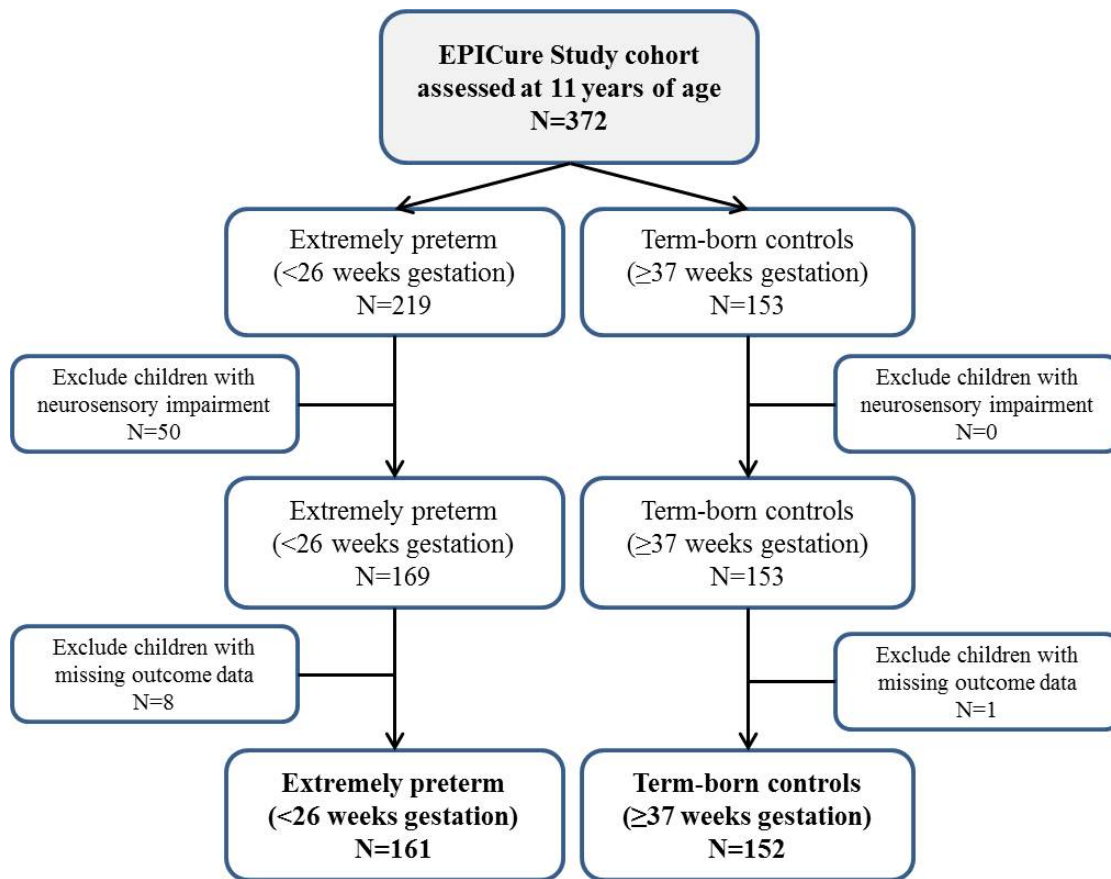 EPICure Study cohort
assessed at 11 years of age
N=372
Extremely preterm
(<26 weeks gestation)
N=219
Term-born controls
(≥37 weeks gestation)
N=153
Exclude children with
neurosensory impairment
N=50
Exclude children with
neurosensory impairment
N=0
Extremely preterm
(<26 weeks gestation)
N=169
Term-born controls
(≥37 weeks gestation)
N=153
Exclude children with
missing outcome data
N=8
Exclude children with
missing outcome data
N=1
Extremely preterm
(<26 weeks gestation)
N=161
Term-born controls
(≥37 weeks gestation)
N=152